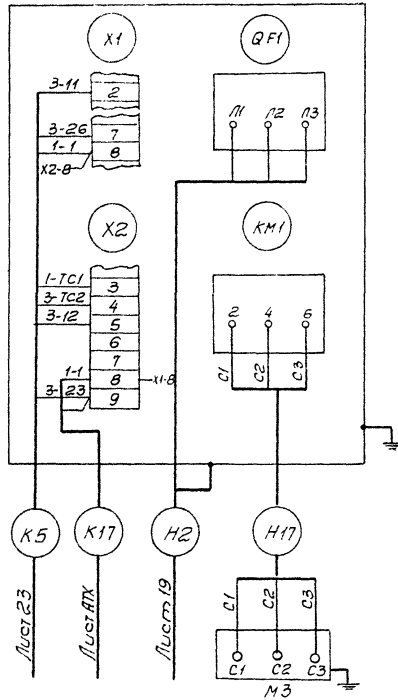 X1
QF1
3-11
2
Л1 Л2 Л3
3-26
7
1-1
8
X2-8
X2
KM1
1-TC1
3
3-TC2
4
3-12
5
2 4 6
6
7
1-1
8
X1-8
3-23
9
C1 C2 C3
K5
K17
H2
H17
Лист 23
Лист АТХ
Лист 19
C1 C2 C3
C1 C2 C3
M3